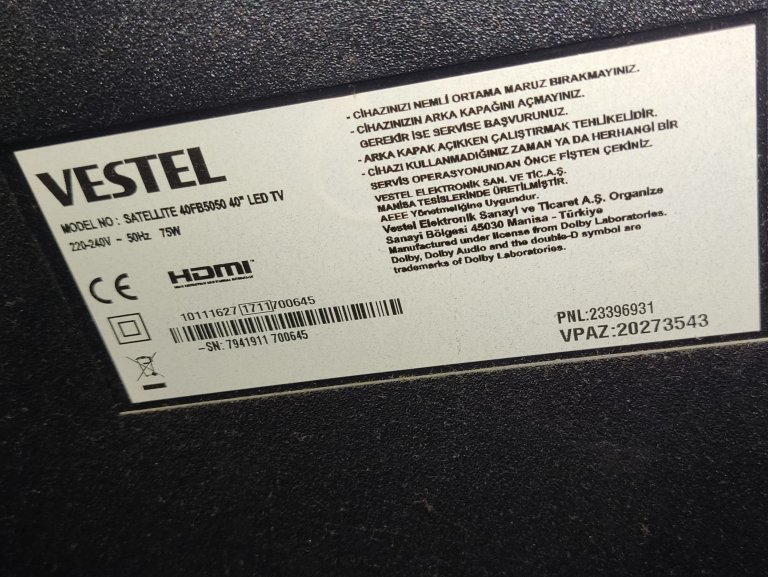 VESTEL
MODEL NO : SATELLITE 40FB5050 40" LED TV
220-240V ~ 50Hz 75W
HDMI
CE
10111627 1711 700645
-SN: 7941911 700645
- CİHAZINIZI NEMLİ ORTAMA MARUZ BIRAKMAYINIZ.
- CİHAZINIZIN ARKA KAPAĞINI AÇMAYINIZ.
GEREKİR İSE SERVİSE BAŞVURUNUZ.
- ARKA KAPAK AÇIKKEN ÇALIŞTIRMAK TEHLİKELİDİR.
- CİHAZI KULLANMADIĞINIZ ZAMAN YA DA HERHANGİ BİR
SERVİS OPERASYONUNDAN ÖNCE FİŞTEN ÇEKİNİZ.
VESTEL ELEKTRONİK SAN. VE TİC A.Ş.
MANİSA TESİSLERİNDE ÜRETİLMİŞTİR.
AEEE Yönetmeliğine Uygundur.
Vestel Elektronik Sanayi ve Ticaret A.Ş. Organize
Sanayi Bölgesi 45030 Manisa - Türkiye
Manufactured under license from Dolby Laboratories.
Dolby, Dolby Audio and the double-D symbol are
trademarks of Dolby Laboratories.
PNL:23396931
VPAZ:20273543